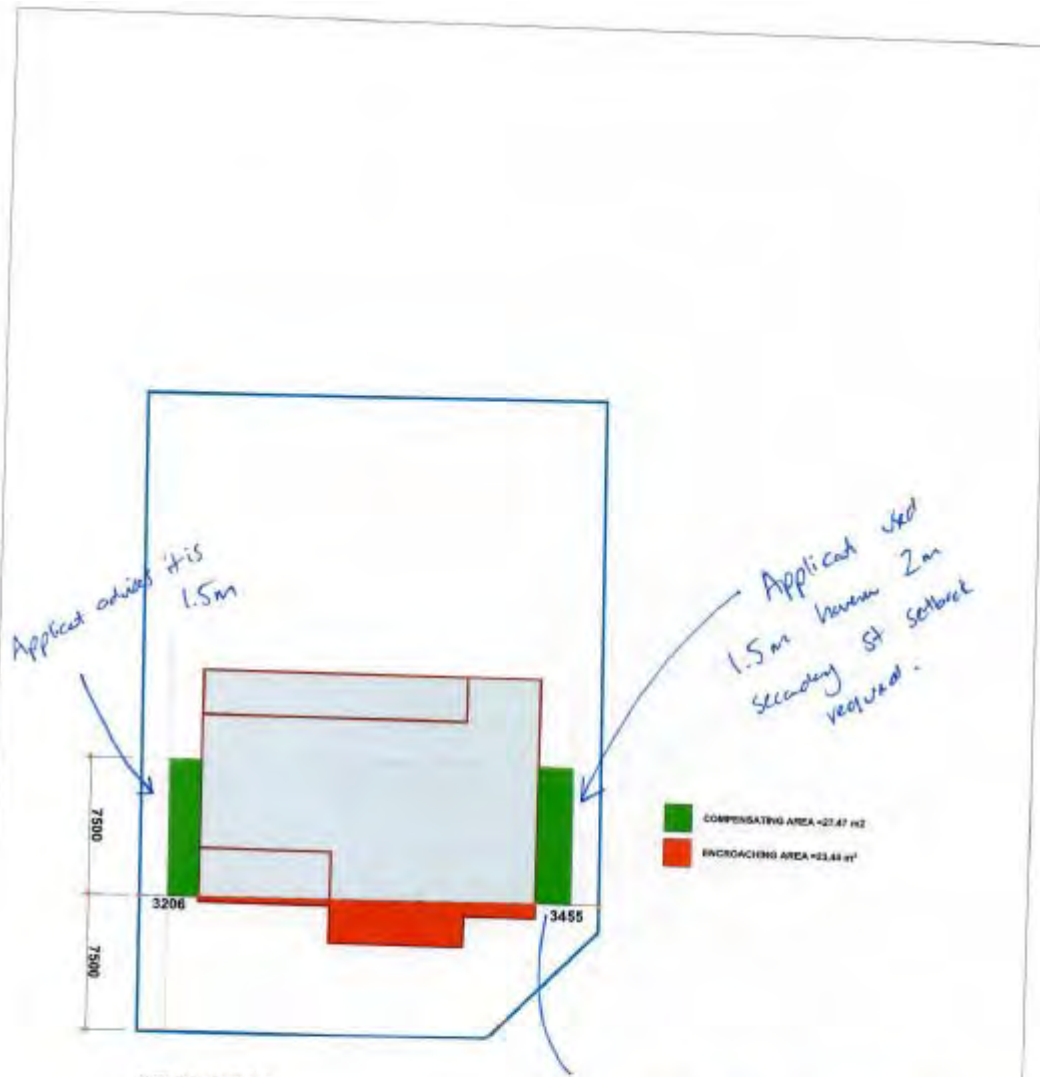 Applicant advises it is
1.5m
Applicant used
1.5m however 2m
secondary st setback
required.
7500
3206
3455
7500
COMPENSATING AREA =27.47 m2
ENCROACHING AREA =23.44 m²